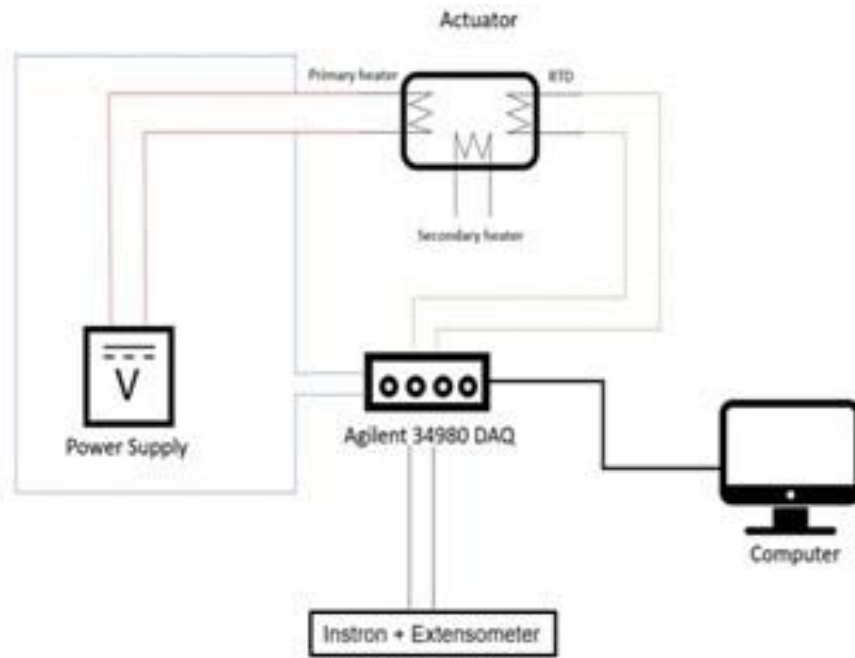 Actuator
Primary heater
RTD
Secondary heater
V
Power Supply
Agilent 34980 DAQ
Computer
Instron + Extensometer